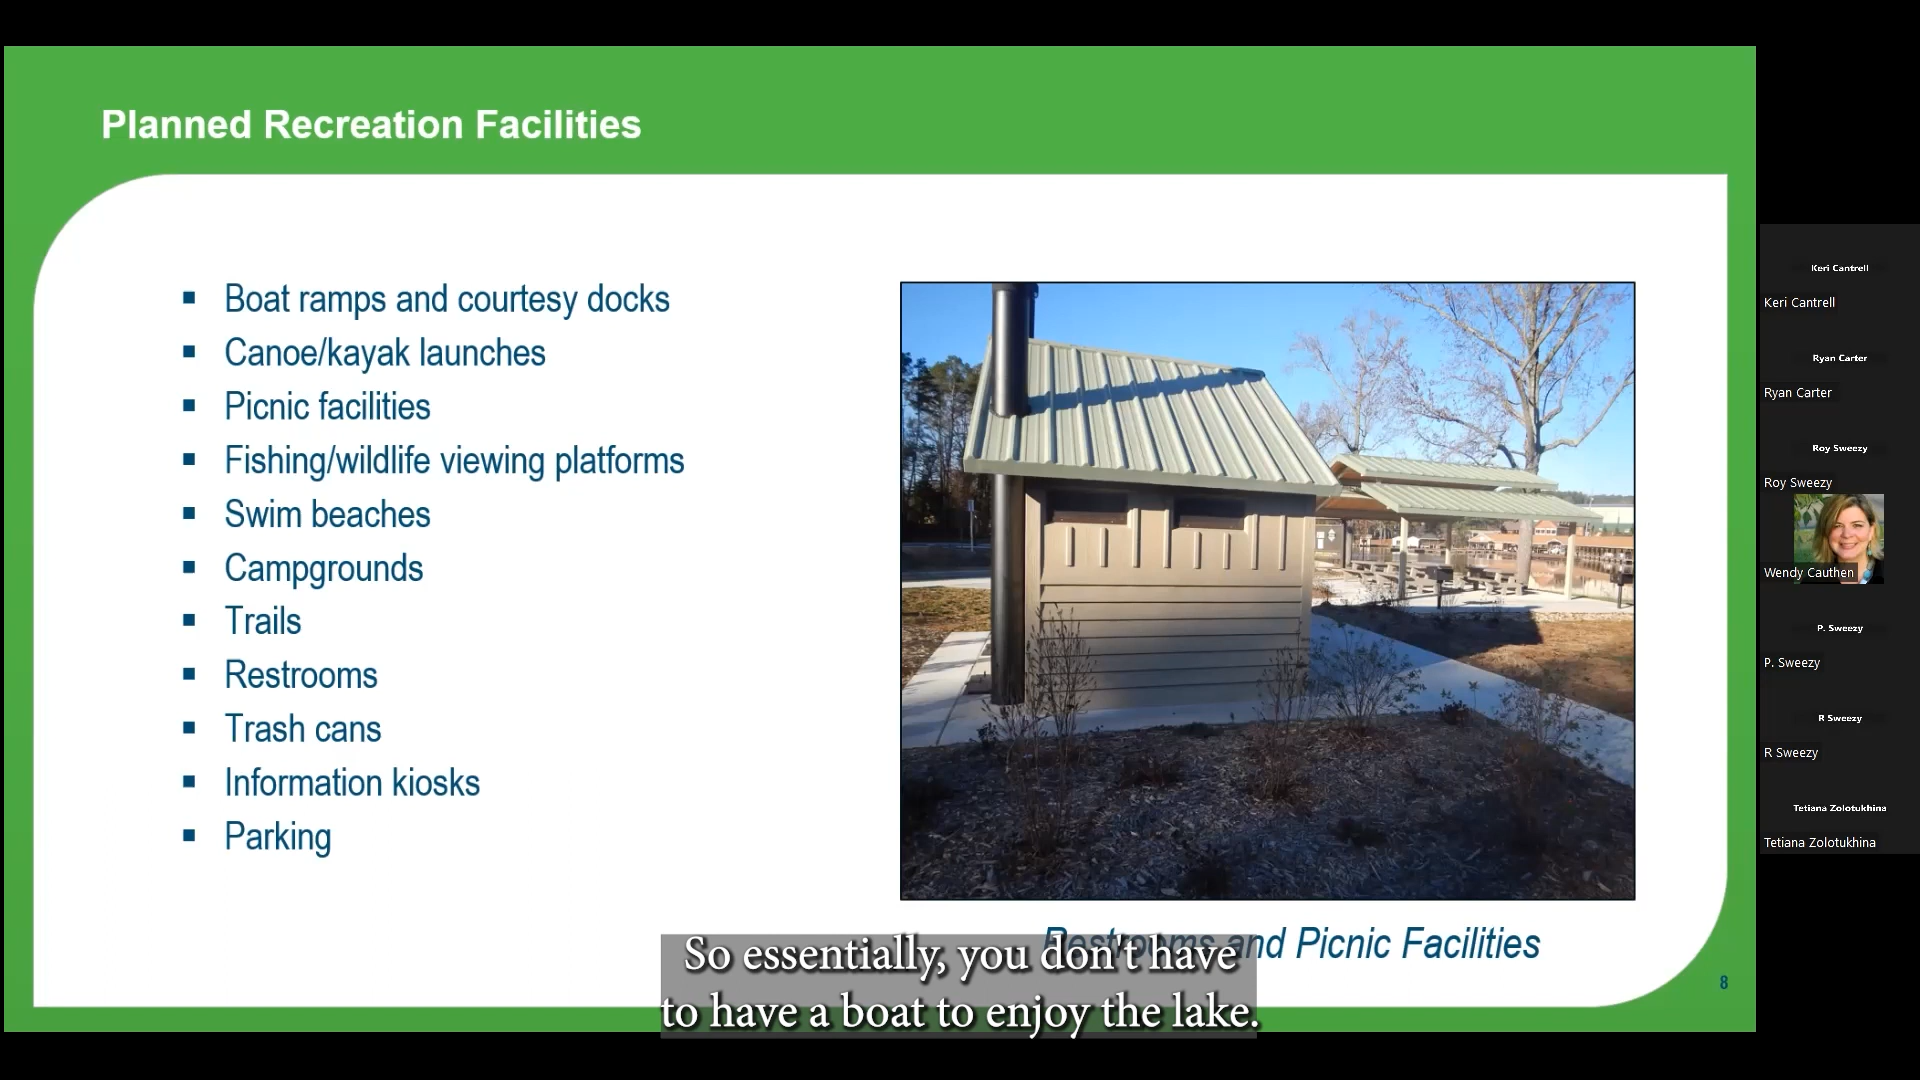 Planned Recreation Facilities
▪ Boat ramps and courtesy docks
▪ Canoe/kayak launches
▪ Picnic facilities
▪ Fishing/wildlife viewing platforms
▪ Swim beaches
▪ Campgrounds
▪ Trails
▪ Restrooms
▪ Trash cans
▪ Information kiosks
▪ Parking
Restrooms and Picnic Facilities
8
So essentially, you don't have
to have a boat to enjoy the lake.
Keri Cantrell
Keri Cantrell
Ryan Carter
Ryan Carter
Roy Sweezy
Roy Sweezy
Wendy Cauthen
P. Sweezy
P. Sweezy
R Sweezy
R Sweezy
Tetiana Zolotukhina
Tetiana Zolotukhina